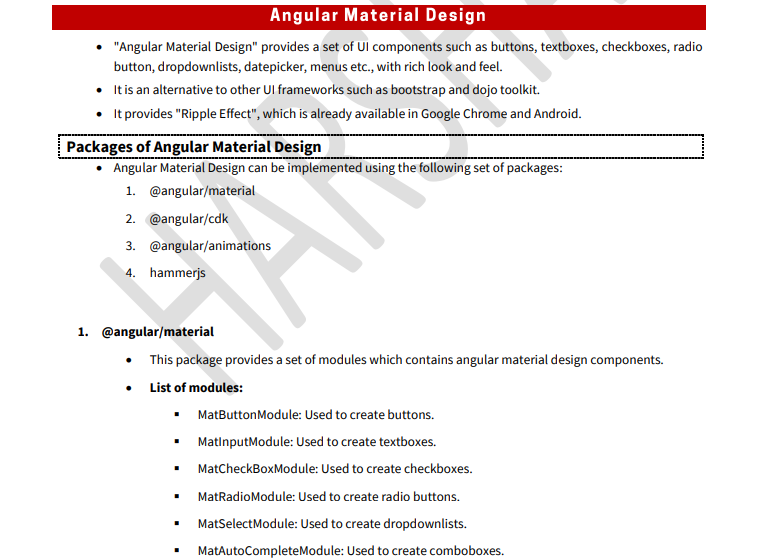 Angular Material Design
• "Angular Material Design" provides a set of UI components such as buttons, textboxes, checkboxes, radio
button, dropdownlists, datepicker, menus etc., with rich look and feel.
• It is an alternative to other UI frameworks such as bootstrap and dojo toolkit.
• It provides "Ripple Effect", which is already available in Google Chrome and Android.
Packages of Angular Material Design
• Angular Material Design can be implemented using the following set of packages:
1. @angular/material
2. @angular/cdk
3. @angular/animations
4. hammerjs
1. @angular/material
• This package provides a set of modules which contains angular material design components.
• List of modules:
▪ MatButtonModule: Used to create buttons.
▪ MatInputModule: Used to create textboxes.
▪ MatCheckBoxModule: Used to create checkboxes.
▪ MatRadioModule: Used to create radio buttons.
▪ MatSelectModule: Used to create dropdownlists.
▪ MatAutoCompleteModule: Used to create comboboxes.
HARSHA